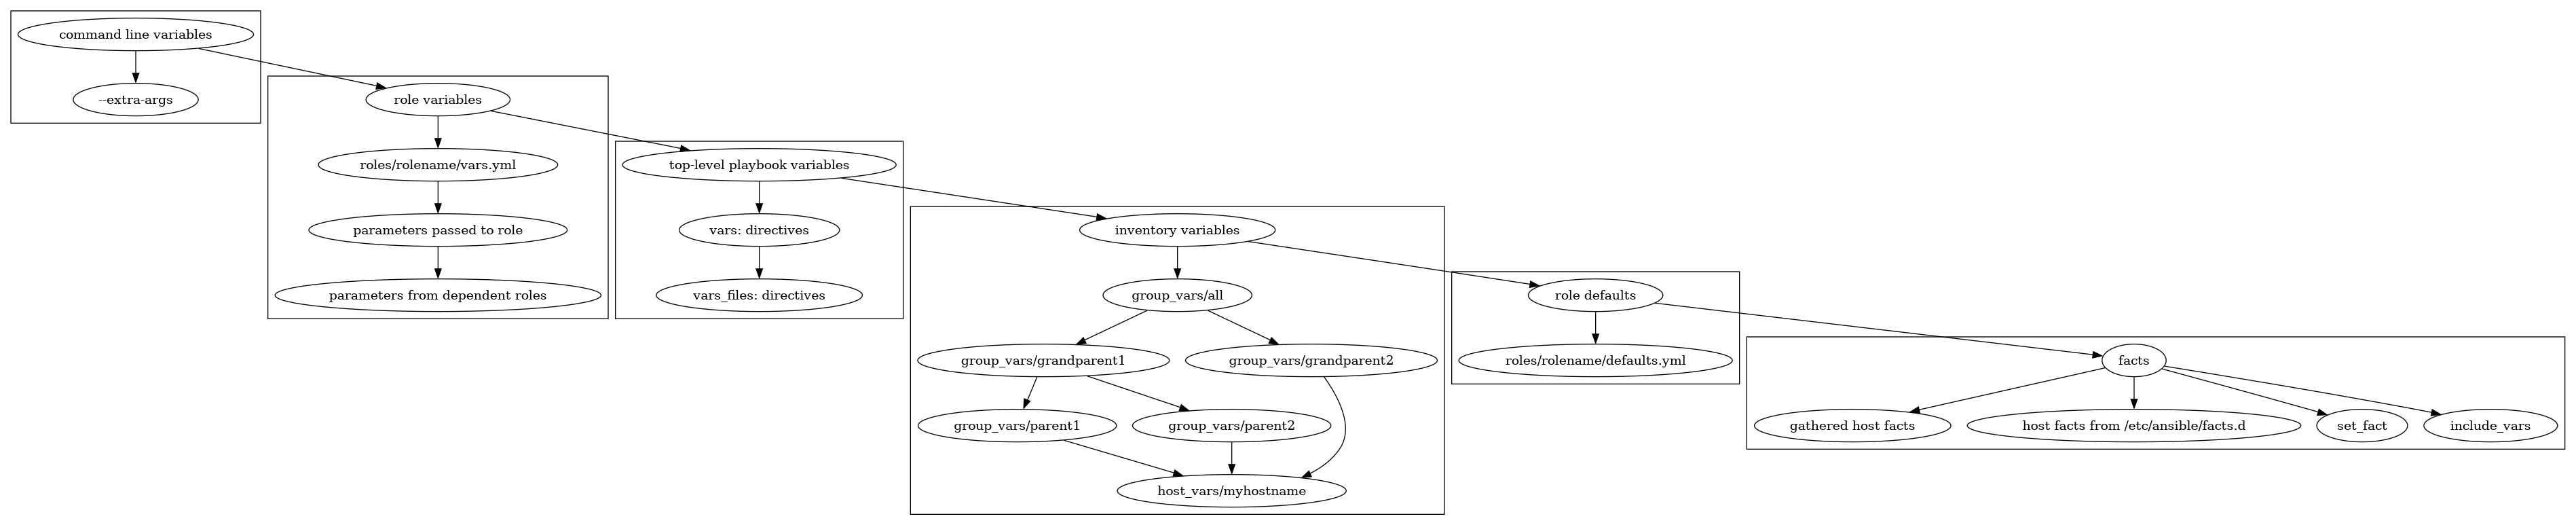 command line variables
--extra-args
role variables
roles/rolename/vars.yml
parameters passed to role
parameters from dependent roles
top-level playbook variables
vars: directives
vars_files: directives
inventory variables
group_vars/all
group_vars/grandparent1
group_vars/grandparent2
group_vars/parent1
group_vars/parent2
host_vars/myhostname
role defaults
roles/rolename/defaults.yml
facts
gathered host facts
host facts from /etc/ansible/facts.d
set_fact
include_vars